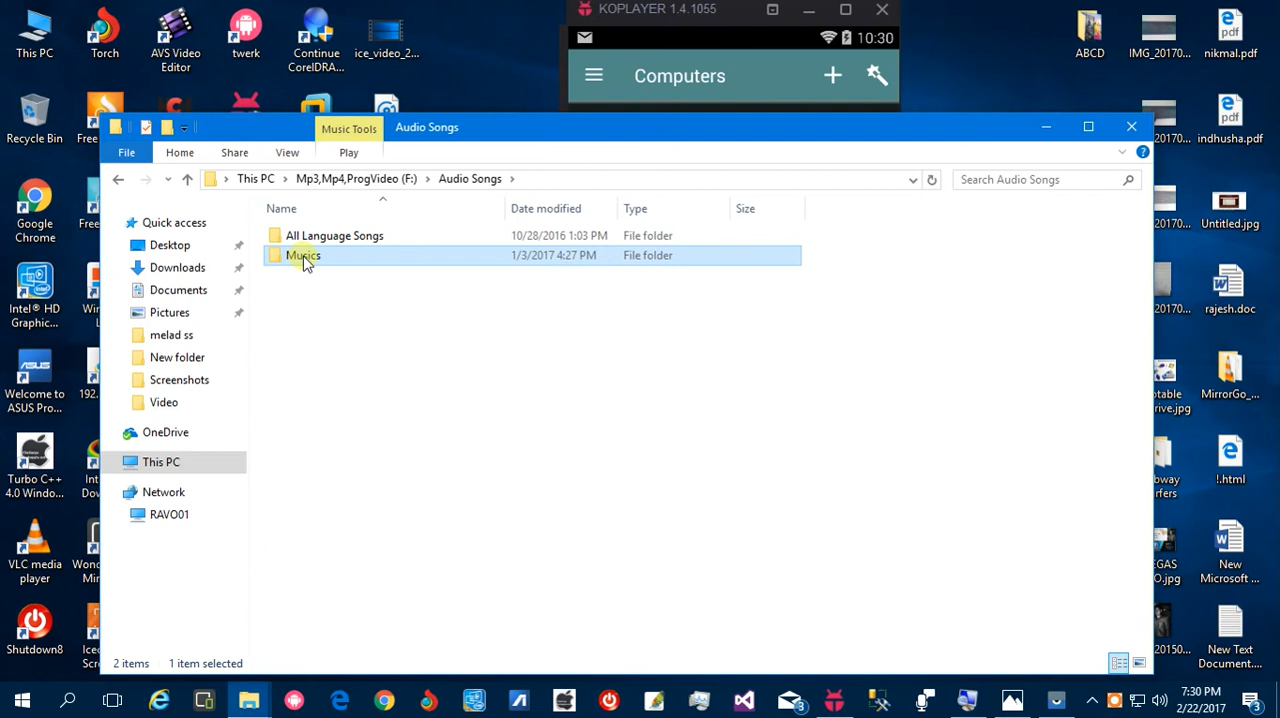 This PC
Torch
AVS Video
Editor
twerk
Continue
CorelDRA...
ice_video_2...
KOPLAYER 1.4.1055
10:30
Computers
ABCD
IMG_20170...
nikmal.pdf
Recycle Bin
Free
indhusha.pdf
Music Tools
Audio Songs
File
Home
Share
View
Play
This PC
Mp3,Mp4,ProgVideo (F:)
Audio Songs
Search Audio Songs
Name
Date modified
Type
Size
All Language Songs
10/28/2016 1:03 PM
File folder
Musics
1/3/2017 4:27 PM
File folder
Quick access
Desktop
Downloads
Documents
Pictures
melad ss
New folder
Screenshots
Video
OneDrive
This PC
Network
RAVO01
Google
Chrome
Intel® HD
Graphic...
Welcome to
ASUS Pro...
192.
Turbo C++
4.0 Windo...
VLC media
player
Shutdown8
Untitled.jpg
rajesh.doc
MirrorGo_...
!.html
New
Microsoft ...
New Text
Document....
2 items
1 item selected
7:30 PM
2/22/2017
3
3